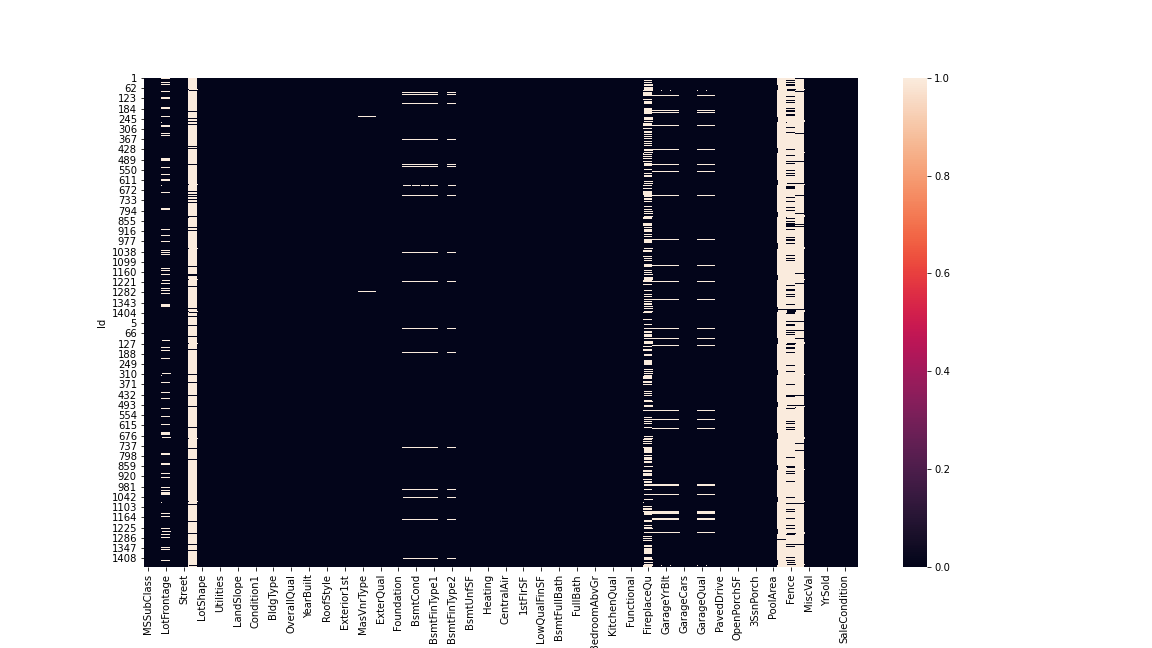 1
62
123
184
245
306
367
428
489
550
611
672
733
794
855
916
977
1038
1099
1160
1221
1282
1343
1404
5
66
127
188
249
310
371
432
493
554
615
676
737
798
859
920
981
1042
1103
1164
1225
1286
1347
1408
Id
MSSubClass
LotFrontage
Street
LotShape
Utilities
LandSlope
Condition1
BldgType
OverallQual
YearBuilt
RoofStyle
Exterior1st
MasVnrType
ExterQual
Foundation
BsmtCond
BsmtFinType1
BsmtFinType2
BsmtUnfSF
Heating
CentralAir
1stFlrSF
LowQualFinSF
BsmtFullBath
FullBath
BedroomAbvGr
KitchenQual
Functional
FireplaceQu
GarageYrBlt
GarageCars
GarageQual
PavedDrive
OpenPorchSF
3SsnPorch
PoolArea
Fence
MiscVal
YrSold
SaleCondition
1.0
0.8
0.6
0.4
0.2
0.0